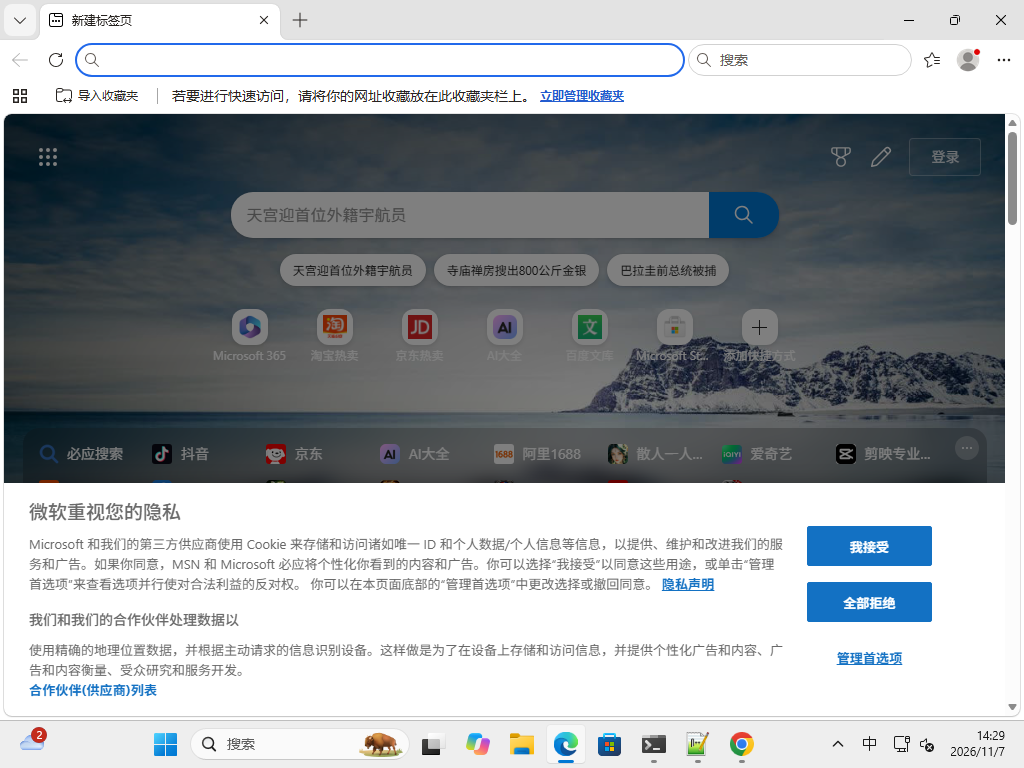 新建标签页
搜索
导入收藏夹
若要进行快速访问，请将你的网址收藏放在此收藏夹栏上。 立即管理收藏夹
登录
天宫迎首位外籍宇航员
天宫迎首位外籍宇航员 寺庙禅房搜出800公斤金银 巴拉圭前总统被捕
JD AI 文
Microsoft 365 淘宝热卖 京东热卖 AI大全 百度文库 Microsoft St... 添加快捷方式
必应搜索 抖音 京东 AI AI大全 1688 阿里1688 散人一人... iQIYI 爱奇艺 剪映专业...
微软重视您的隐私
Microsoft 和我们的第三方供应商使用 Cookie 来存储和访问诸如唯一 ID 和个人数据/个人信息等信息，以提供、维护和改进我们的服
务和广告。如果你同意，MSN 和 Microsoft 必应将个性化你看到的内容和广告。你可以选择“我接受”以同意这些用途，或单击“管理
首选项”来查看选项并行使对合法利益的反对权。 你可以在本页面底部的“管理首选项”中更改选择或撤回同意。 隐私声明
我们和我们的合作伙伴处理数据以
使用精确的地理位置数据，并根据主动请求的信息识别设备。这样做是为了在设备上存储和访问信息，并提供个性化广告和内容、广
告和内容衡量、受众研究和服务开发。
合作伙伴(供应商)列表
我接受
全部拒绝
管理首选项
2
搜索
中
14:29
2026/11/7